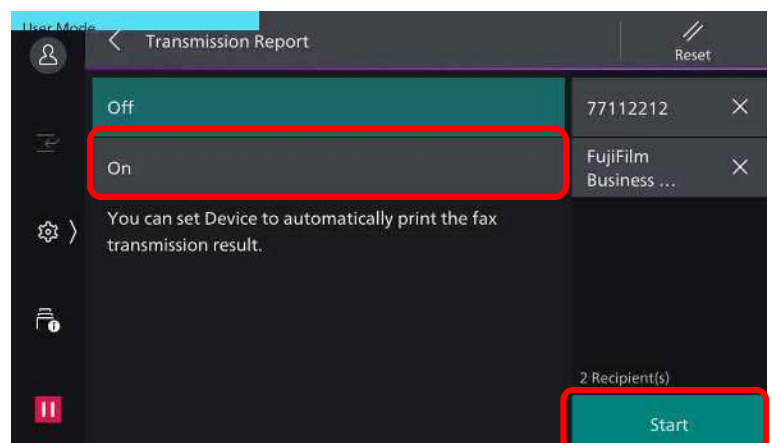 User Mode
Transmission Report
Reset
Off
77112212
On
FujiFilm
Business ...
You can set Device to automatically print the fax
transmission result.
2 Recipient(s)
Start